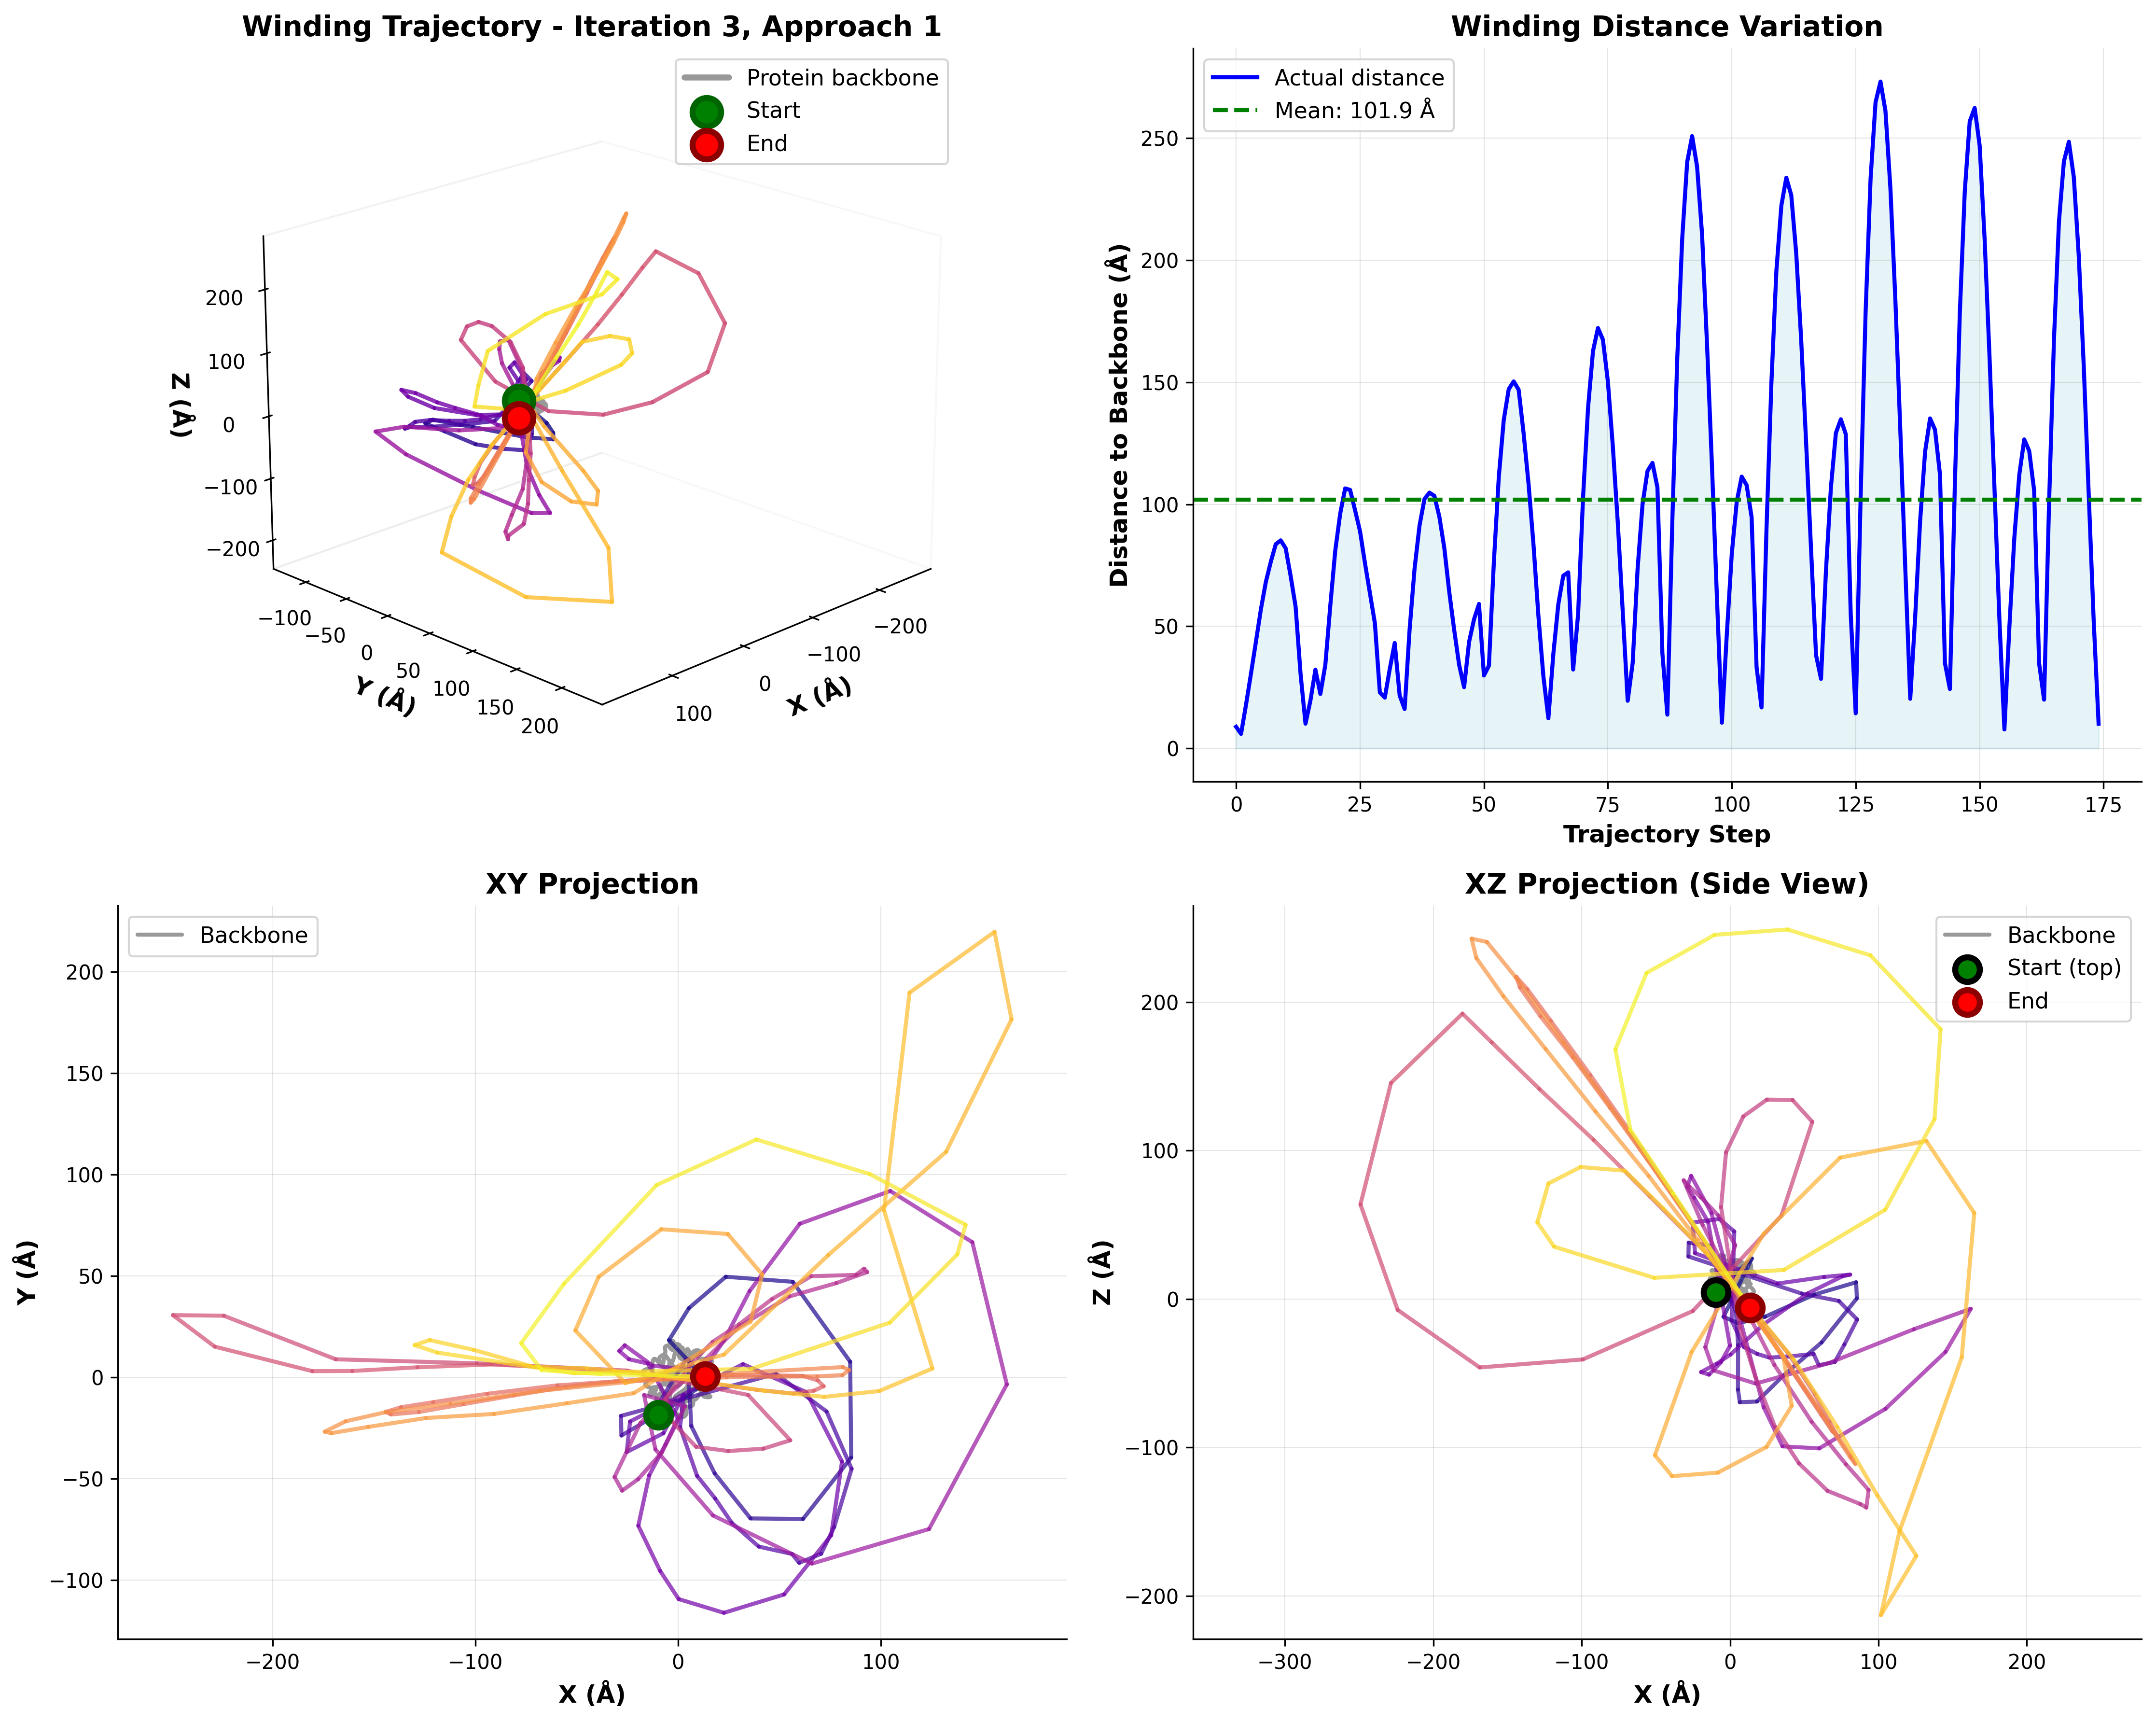 Winding Trajectory - Iteration 3, Approach 1
Protein backbone
Start
End
200
100
0
−100
−200
Z (Å)
−100
−50
0
50
100
150
200
Y (Å)
100
0
−100
−200
X (Å)
Winding Distance Variation
Actual distance
Mean: 101.9 Å
250
200
150
100
50
0
Distance to Backbone (Å)
0
25
50
75
100
125
150
175
Trajectory Step
XY Projection
Backbone
200
150
100
50
0
−50
−100
Y (Å)
−200
−100
0
100
X (Å)
XZ Projection (Side View)
Backbone
Start (top)
End
200
100
0
−100
−200
Z (Å)
−300
−200
−100
0
100
200
X (Å)